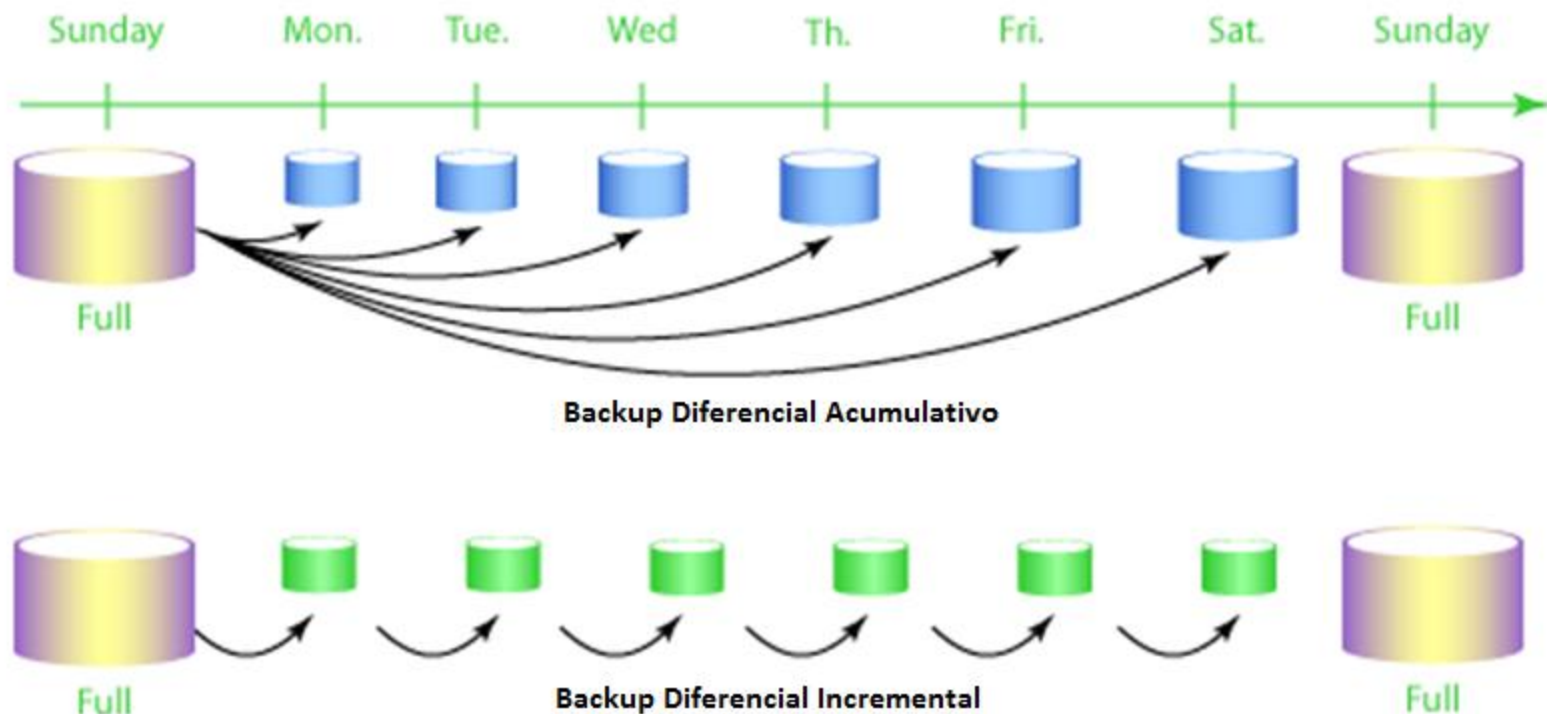 Sunday Mon. Tue. Wed Th. Fri. Sat. Sunday
Full Full
Backup Diferencial Acumulativo
Backup Diferencial Incremental
Full Full